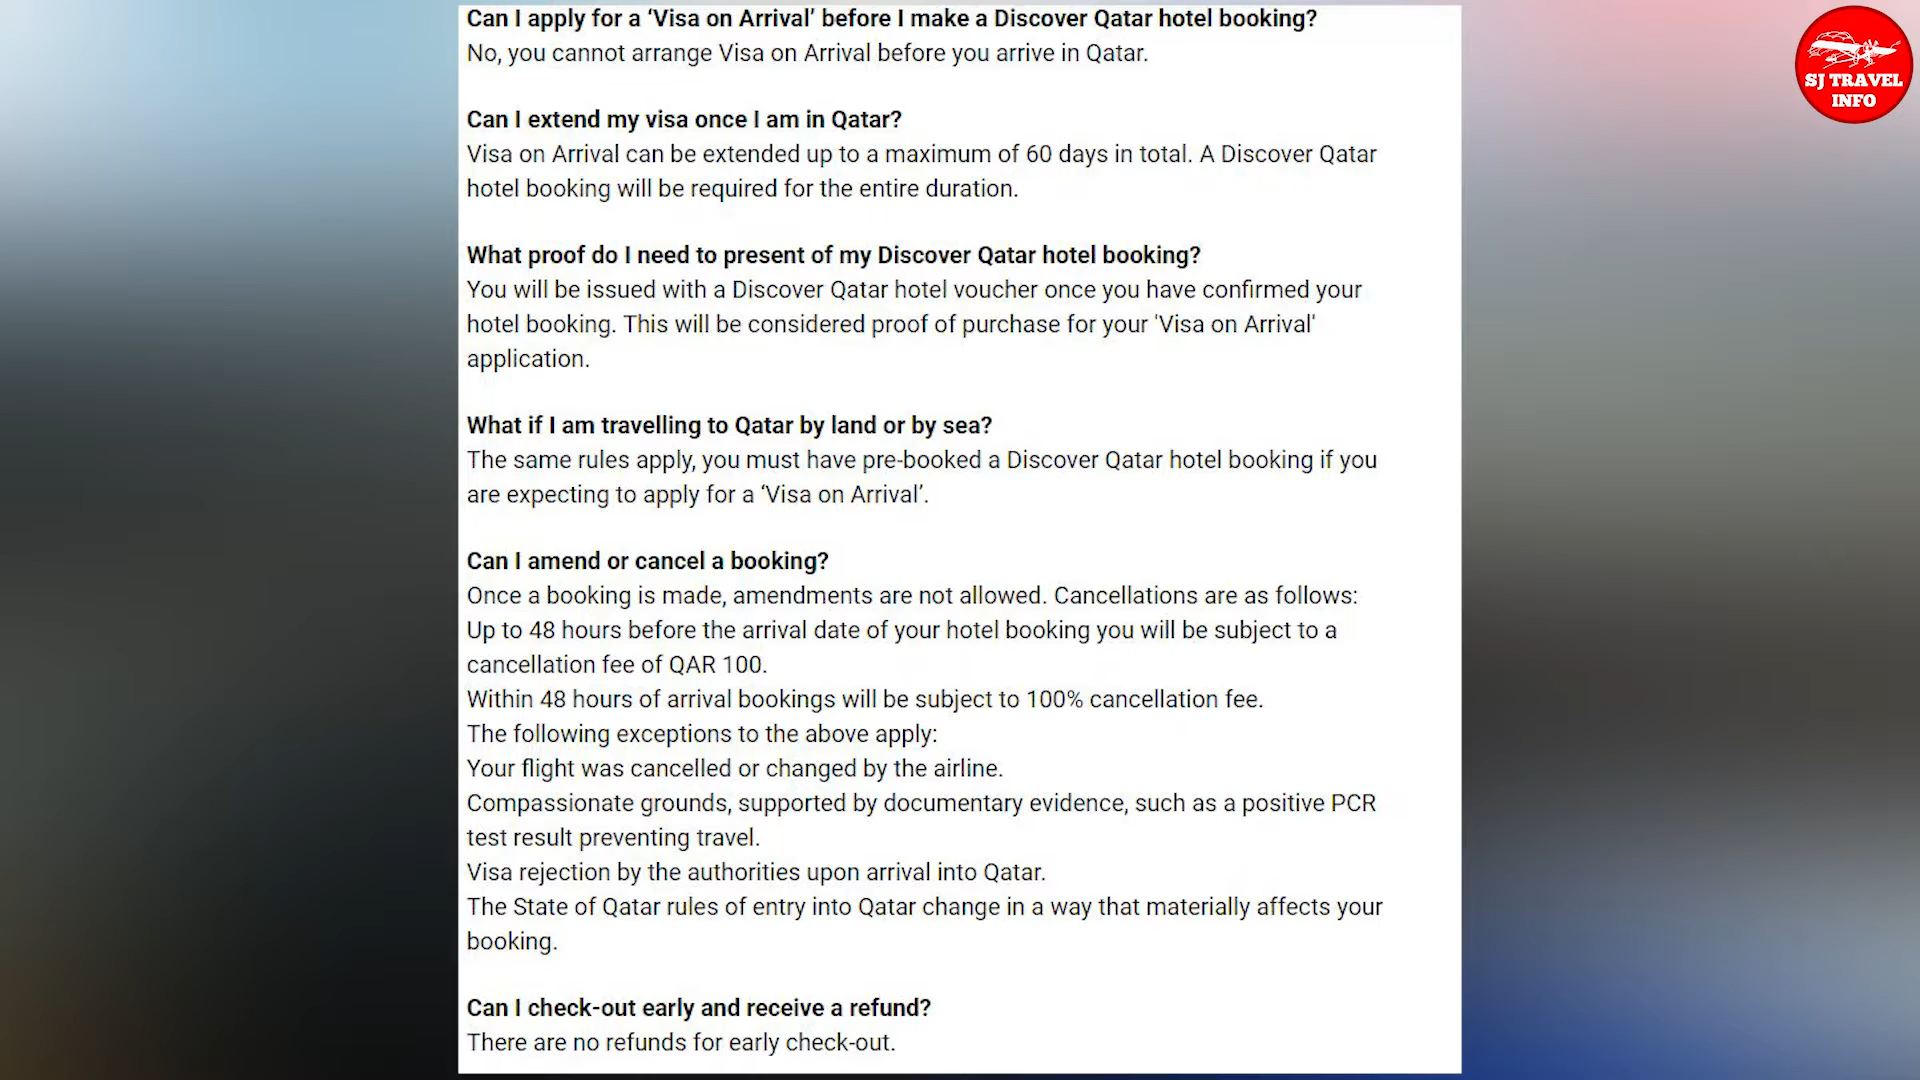 Can I apply for a ‘Visa on Arrival’ before I make a Discover Qatar hotel booking?
No, you cannot arrange Visa on Arrival before you arrive in Qatar.
Can I extend my visa once I am in Qatar?
Visa on Arrival can be extended up to a maximum of 60 days in total. A Discover Qatar
hotel booking will be required for the entire duration.
What proof do I need to present of my Discover Qatar hotel booking?
You will be issued with a Discover Qatar hotel voucher once you have confirmed your
hotel booking. This will be considered proof of purchase for your 'Visa on Arrival'
application.
What if I am travelling to Qatar by land or by sea?
The same rules apply, you must have pre-booked a Discover Qatar hotel booking if you
are expecting to apply for a ‘Visa on Arrival’.
Can I amend or cancel a booking?
Once a booking is made, amendments are not allowed. Cancellations are as follows:
Up to 48 hours before the arrival date of your hotel booking you will be subject to a
cancellation fee of QAR 100.
Within 48 hours of arrival bookings will be subject to 100% cancellation fee.
The following exceptions to the above apply:
Your flight was cancelled or changed by the airline.
Compassionate grounds, supported by documentary evidence, such as a positive PCR
test result preventing travel.
Visa rejection by the authorities upon arrival into Qatar.
The State of Qatar rules of entry into Qatar change in a way that materially affects your
booking.
Can I check-out early and receive a refund?
There are no refunds for early check-out.
SJ TRAVEL
INFO